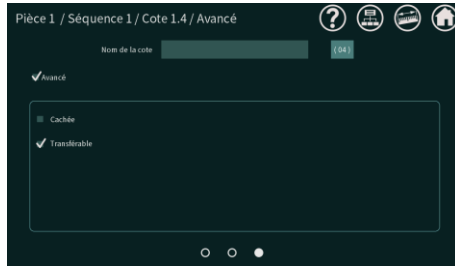 Pièce 1 / Séquence 1 / Cote 1.4 / Avancé
?
Nom de la cote (04)
Avancé
Cachée
Transférable